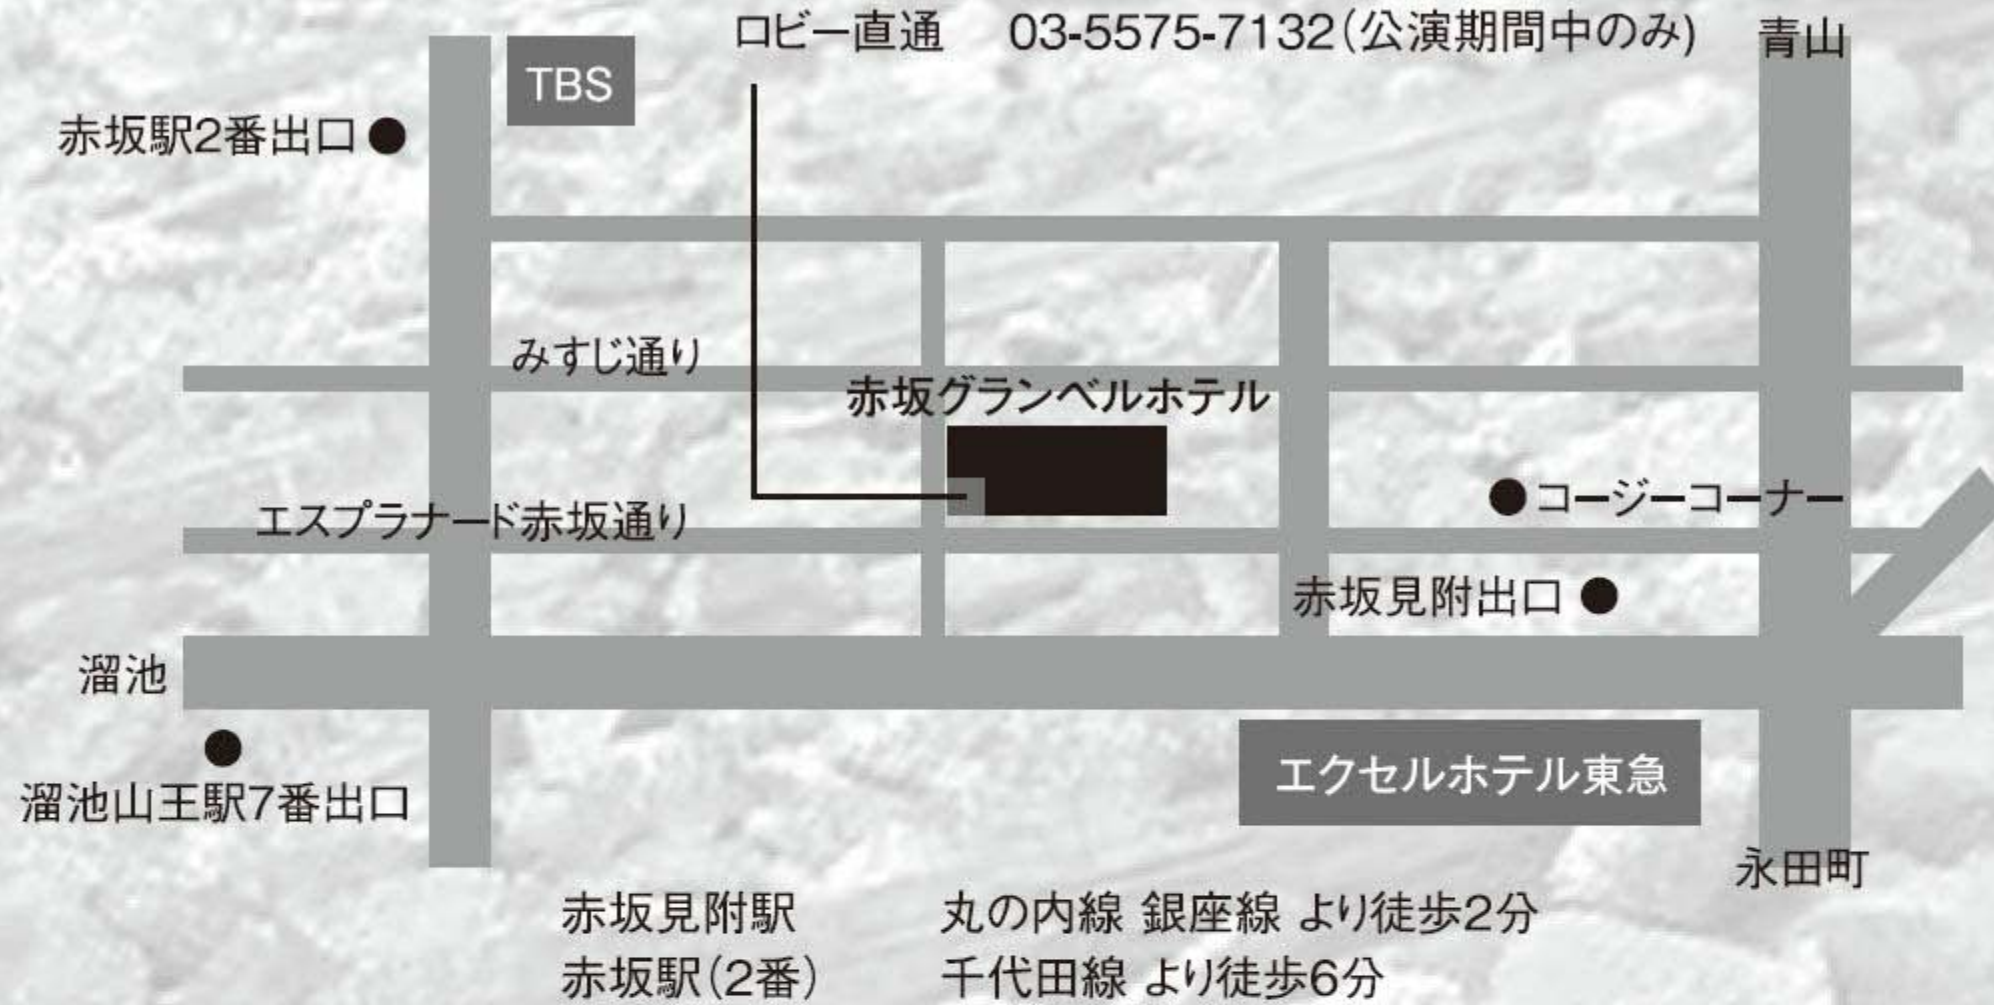 ロビー直通 03-5575-7132(公演期間中のみ)
青山
TBS
赤坂駅2番出口
みすじ通り
赤坂グランベルホテル
コージーコーナー
エスプラナード赤坂通り
赤坂見附出口
溜池
溜池山王駅7番出口
エクセルホテル東急
永田町
赤坂見附駅 丸の内線 銀座線 より徒歩2分
赤坂駅(2番) 千代田線 より徒歩6分